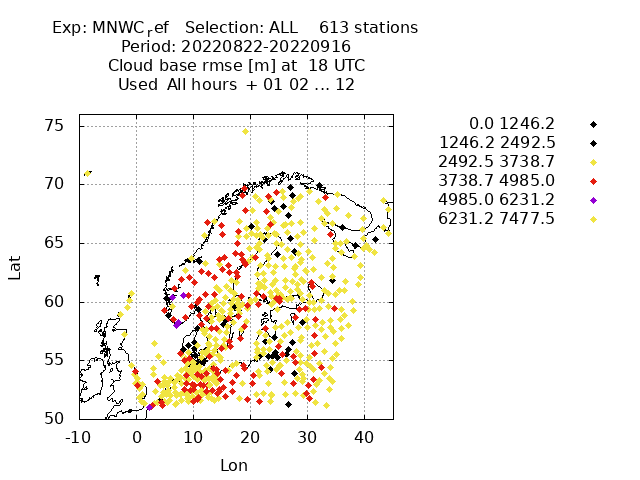 Exp: MNWCref   Selection: ALL    613 stations
Period: 20220822-20220916
Cloud base rmse [m] at  18 UTC
Used  All hours  + 01 02 ... 12
0.0 1246.2
1246.2 2492.5
2492.5 3738.7
3738.7 4985.0
4985.0 6231.2
6231.2 7477.5
75
70
65
60
55
50
Lat
-10 0 10 20 30 40
Lon